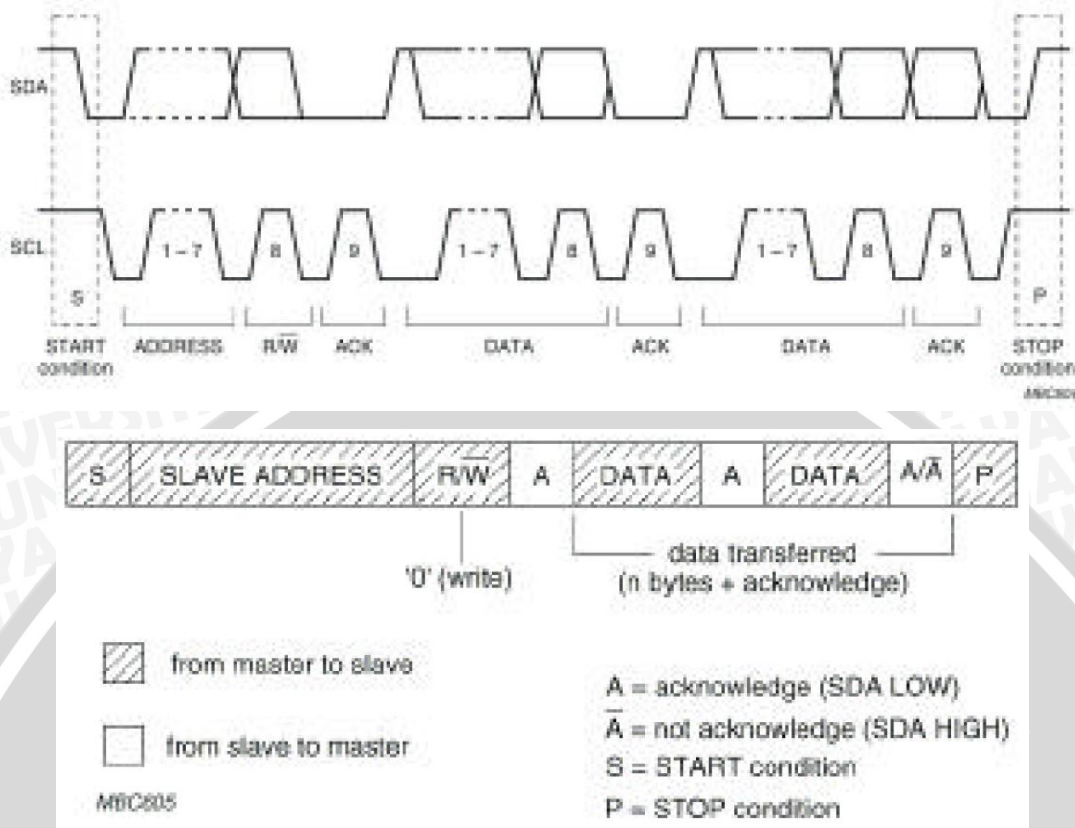 SDA
SCL
1 – 7 8 9 1 – 7 8 9 1 – 7 8 9
S P
START condition ADDRESS R/W̅ ACK DATA ACK DATA ACK STOP condition
S SLAVE ADDRESS R/W̅ A DATA A DATA A/A̅ P
'0' (write)
data transferred
(n bytes + acknowledge)
from master to slave
from slave to master
MBC605
A = acknowledge (SDA LOW)
A̅ = not acknowledge (SDA HIGH)
S = START condition
P = STOP condition